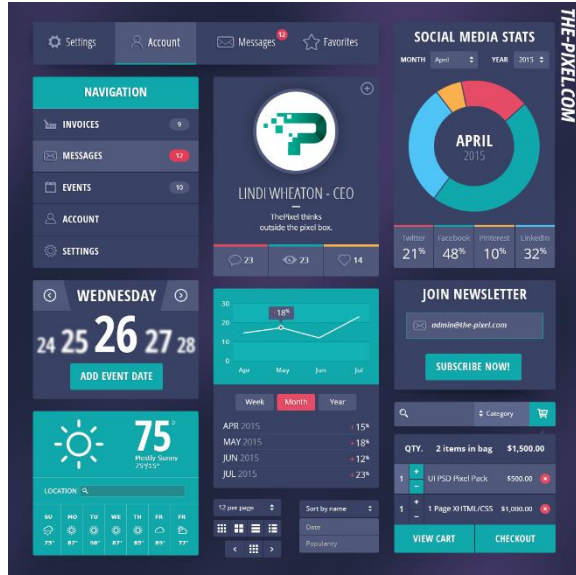 Settings
Account
Messages
12
Favorites
THE-PIXEL.COM
NAVIGATION
INVOICES 9
MESSAGES 12
EVENTS 10
ACCOUNT
SETTINGS
P
LINDI WHEATON - CEO
ThePixel thinks
outside the pixel box.
23
23
14
SOCIAL MEDIA STATS
MONTH April YEAR 2015
APRIL
2015
Twitter Facebook Pinterest LinkedIn
21% 48% 10% 32%
WEDNESDAY
24 25 26 27 28
ADD EVENT DATE
30
20
10
0
+18%
Apr May Jun Jul
Week Month Year
APR 2015 +15%
MAY 2015 +18%
JUN 2015 +12%
JUL 2015 +23%
JOIN NEWSLETTER
admin@the-pixel.com
SUBSCRIBE NOW!
75°
Mostly Sunny
LOCATION
SU MO TU WE TH FR FR
Category
QTY. 2 items in bag $1,500.00
1 + − UI PSD Pixel Pack $500.00
1 + − 1 Page XHTML/CSS $1,000.00
VIEW CART CHECKOUT
12 per page
Sort by name
Date
Popularity